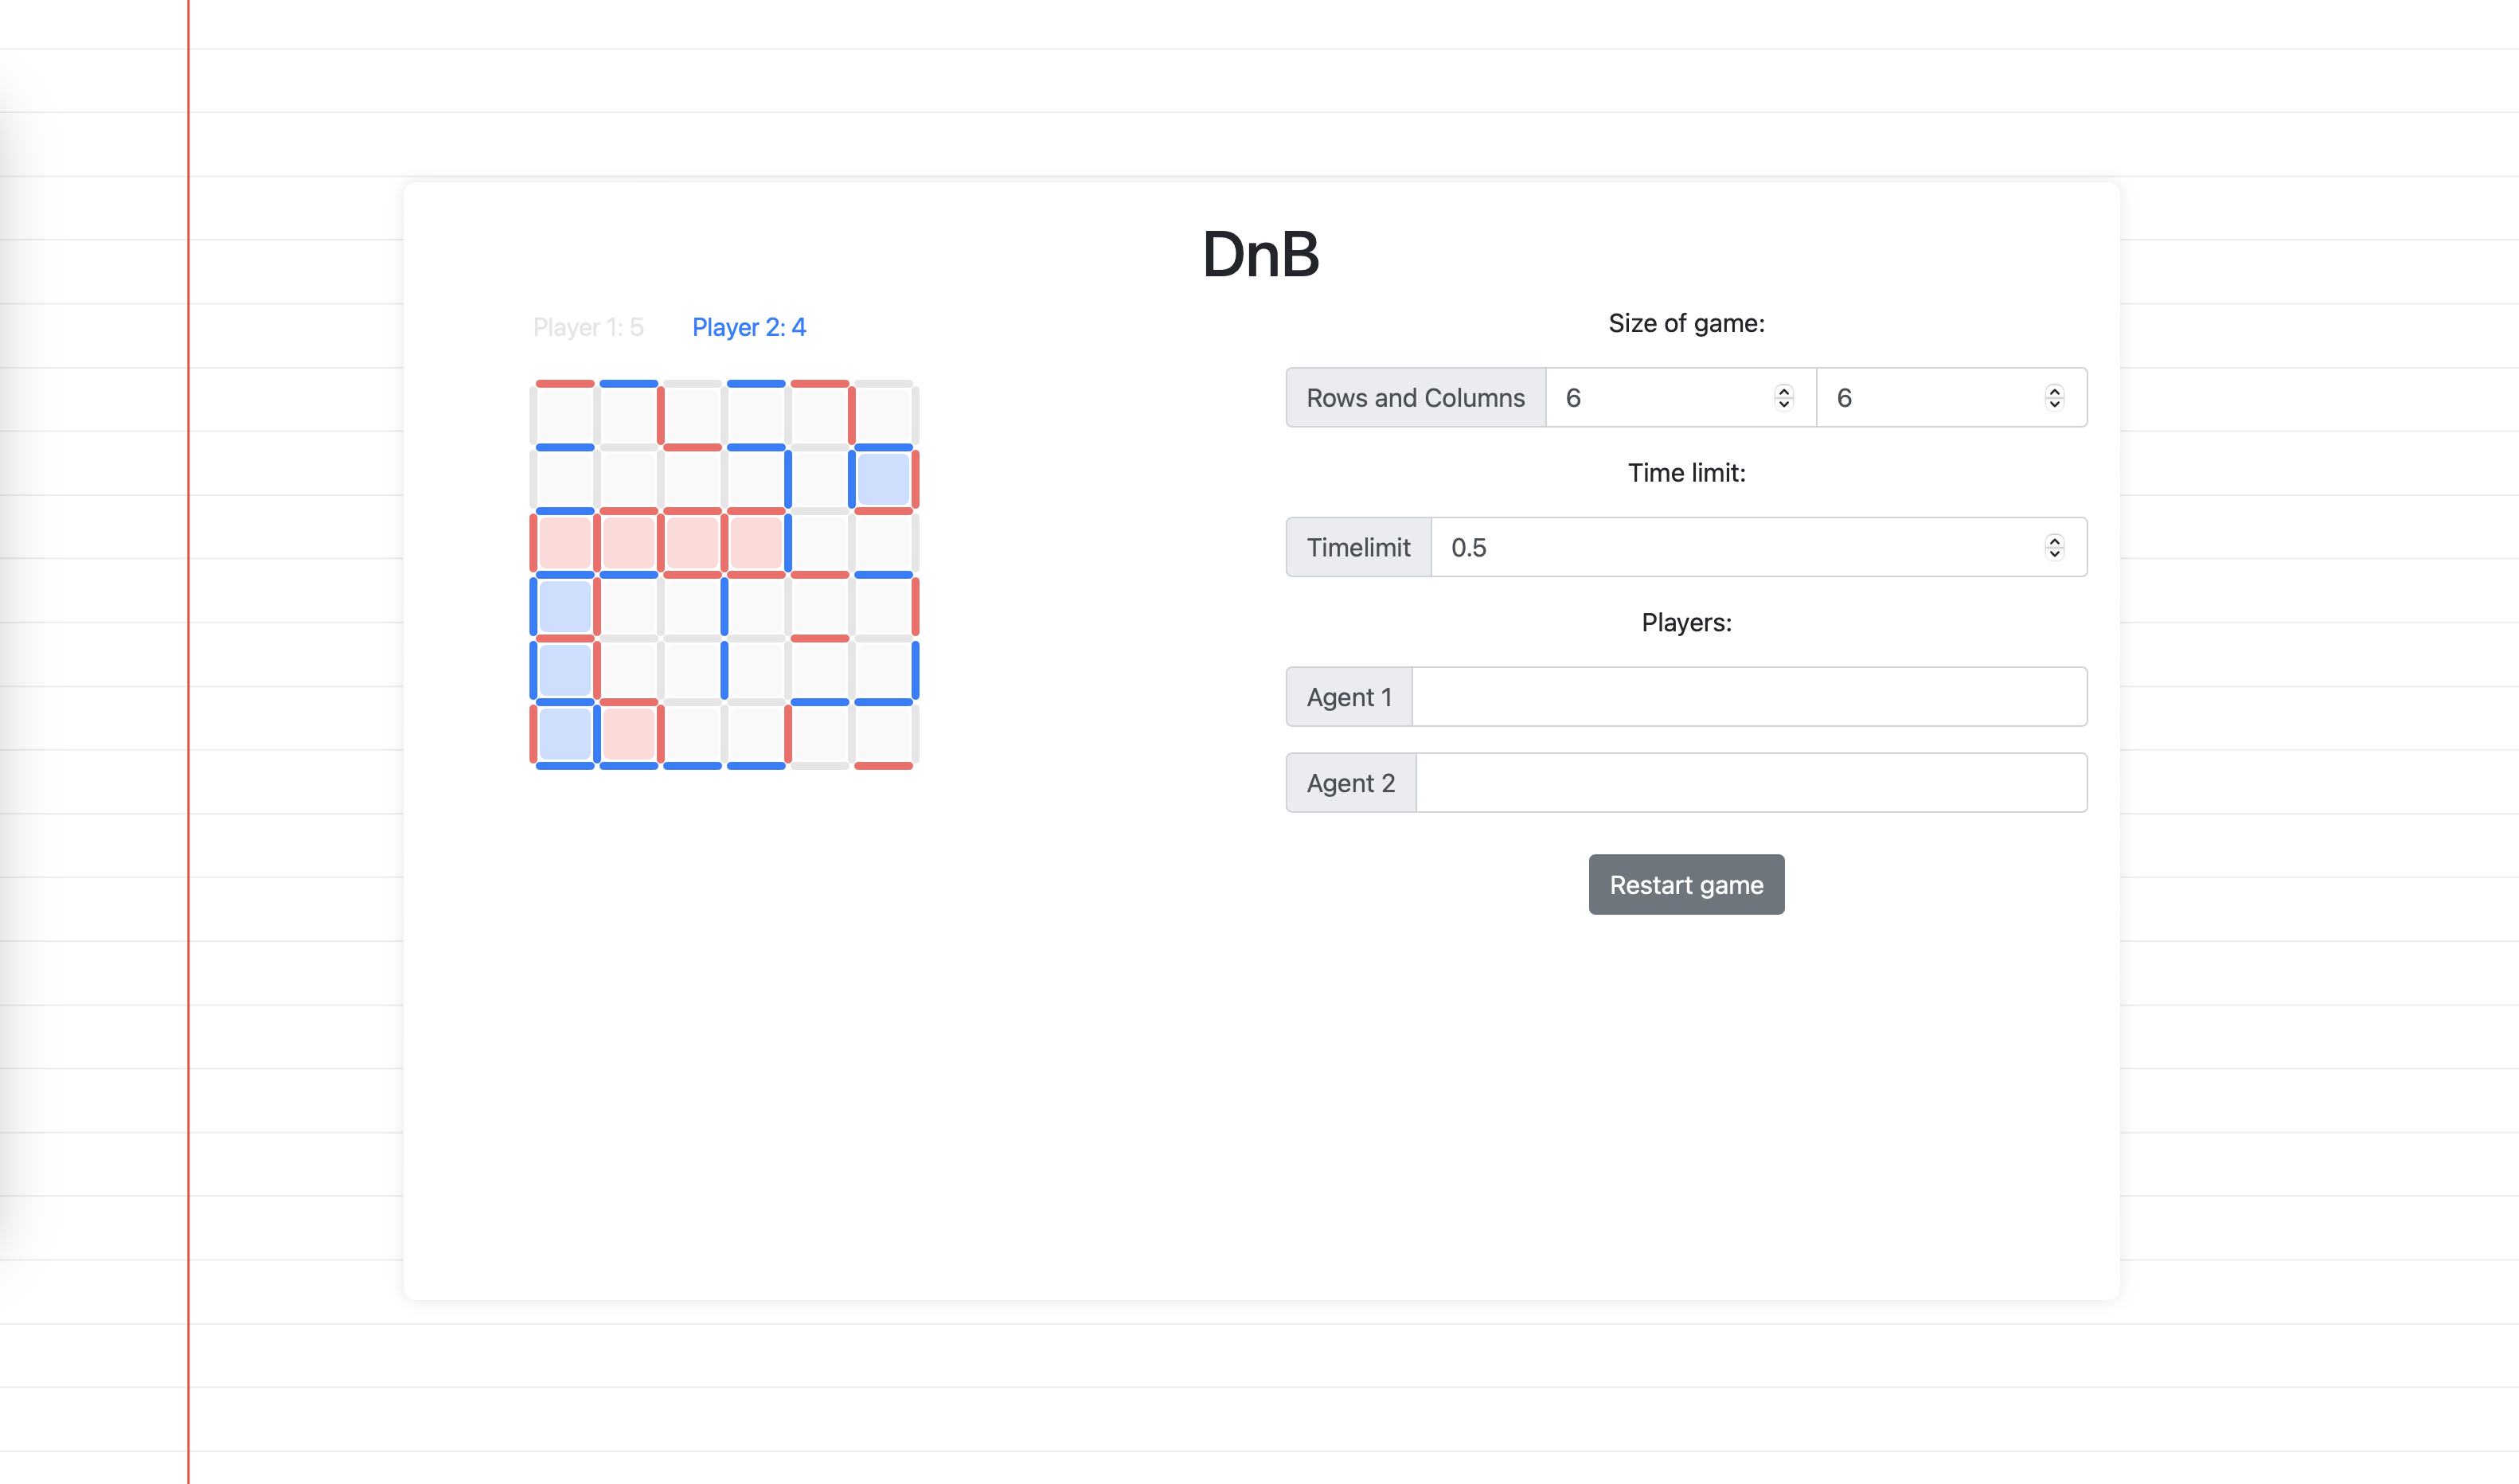 DnB
Player 1: 5 Player 2: 4
Size of game:
Rows and Columns 6 6
Time limit:
Timelimit 0.5
Players:
Agent 1
Agent 2
Restart game